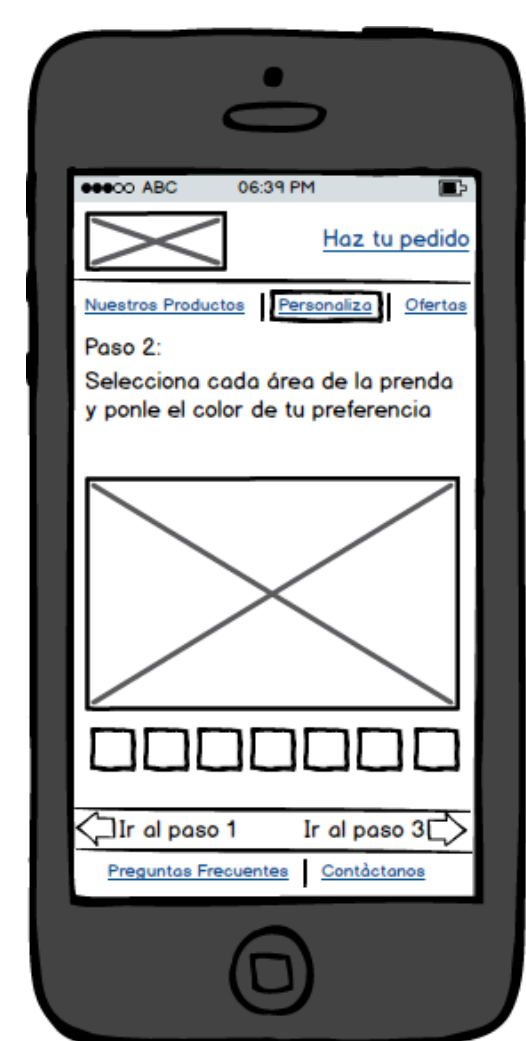 ABC 06:39 PM
Haz tu pedido
Nuestros Productos Personaliza Ofertas
Paso 2:
Selecciona cada área de la prenda
y ponle el color de tu preferencia
Ir al paso 1 Ir al paso 3
Preguntas Frecuentes Contàctanos